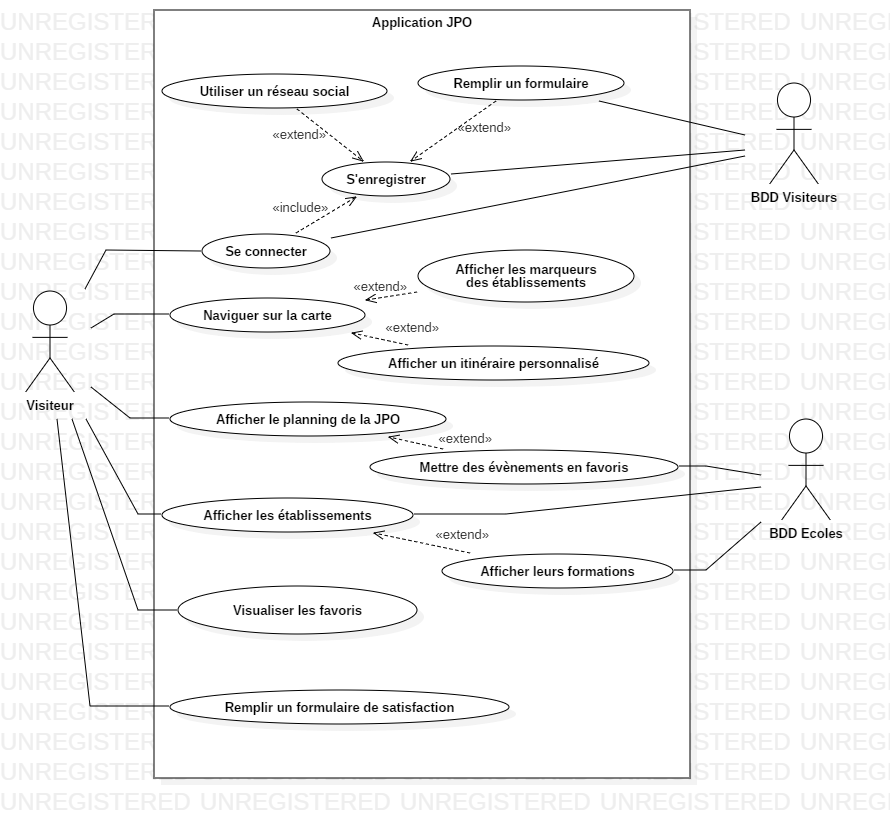 Application JPO
Utiliser un réseau social
Remplir un formulaire
«extend»
«extend»
S'enregistrer
BDD Visiteurs
«include»
Se connecter
Afficher les marqueurs
des établissements
«extend»
Naviguer sur la carte
«extend»
Afficher un itinéraire personnalisé
Visiteur
Afficher le planning de la JPO
«extend»
Mettre des évènements en favoris
Afficher les établissements
BDD Ecoles
«extend»
Afficher leurs formations
Visualiser les favoris
Remplir un formulaire de satisfaction
UNREGISTERED UNREGISTERED UNREGISTERED UNREGISTERED UNREGI